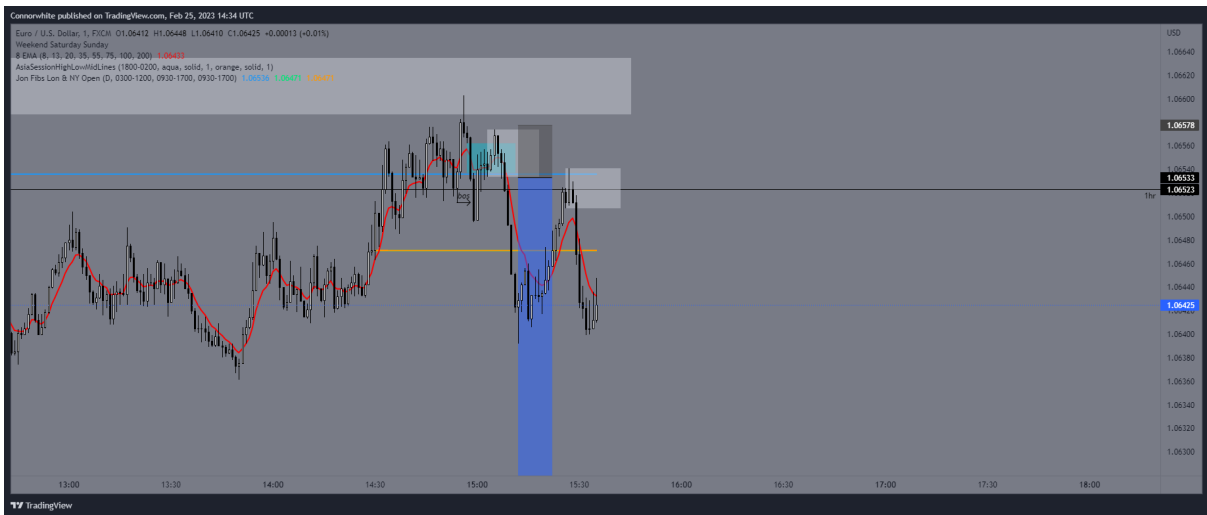 Connorwhite published on TradingView.com, Feb 25, 2023 14:34 UTC
Euro / U.S. Dollar, 1, FXCM O1.06412 H1.06448 L1.06410 C1.06425 +0.00013 (+0.01%)
Weekend Saturday Sunday
8 EMA (8, 13, 20, 35, 55, 75, 100, 200) 1.06433
AsiaSessionHighLowMidLines (1800-0200, aqua, solid, 1, orange, solid, 1)
Jon Fibs Lon & NY Open (D, 0300-1200, 0930-1700, 0930-1700) 1.06536 1.06471
USD
1.06640
1.06620
1.06600
1.06578
1.06560
1.06540
1.06533
1.06523
1hr
bos
1.06500
1.06480
1.06460
1.06440
1.06425
1.06420
1.06400
1.06380
1.06360
1.06340
1.06320
1.06300
13:00 13:30 14:00 14:30 15:00 15:30 16:00 16:30 17:00 17:30 18:00
TradingView